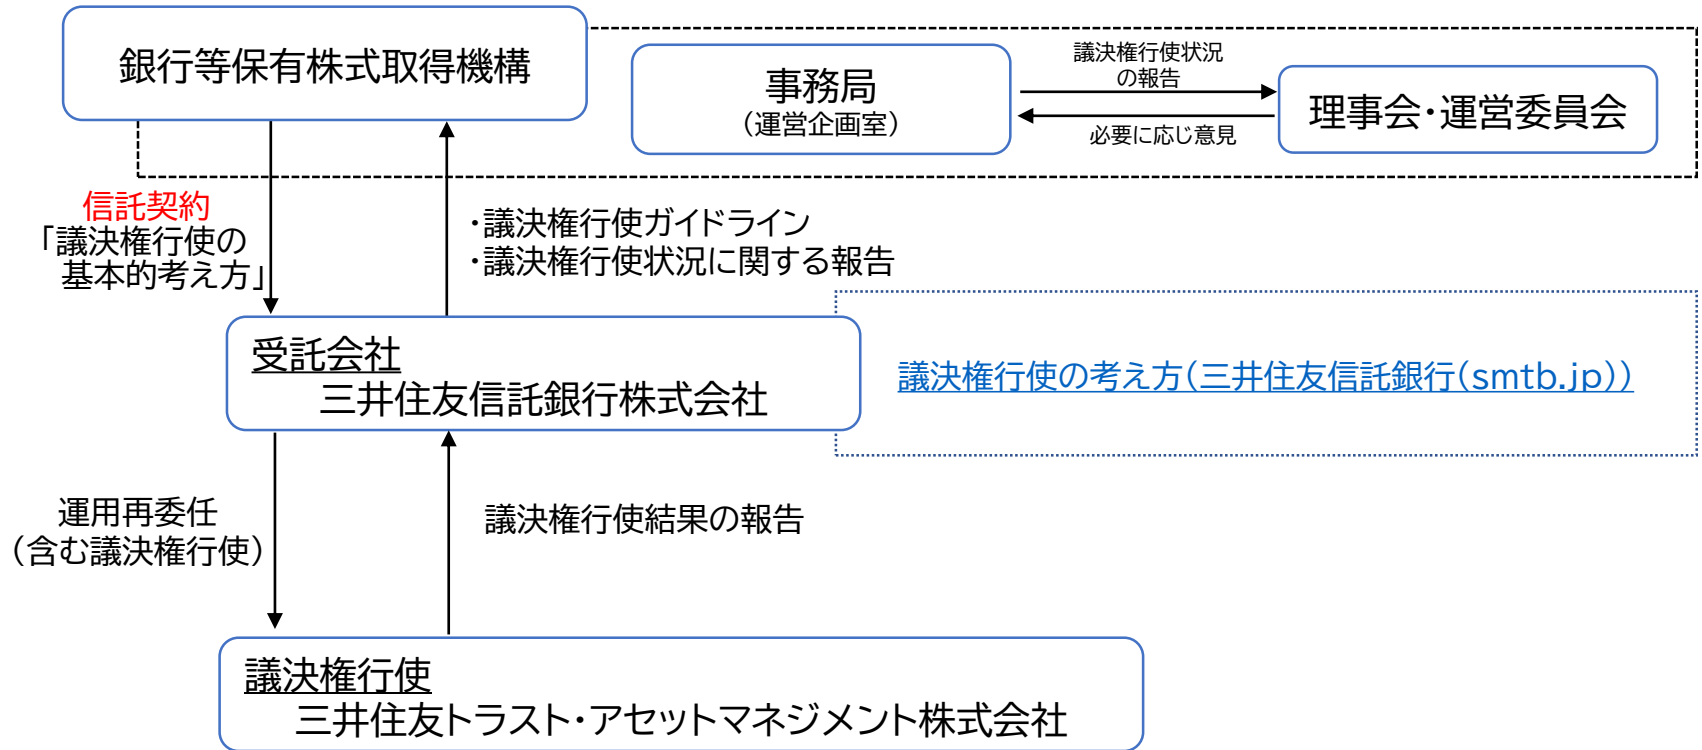 銀行等保有株式取得機構
事務局
（運営企画室）
議決権行使状況
の報告
必要に応じ意見
理事会・運営委員会
信託契約
「議決権行使の
基本的考え方」
・議決権行使ガイドライン
・議決権行使状況に関する報告
受託会社
三井住友信託銀行株式会社
議決権行使の考え方(三井住友信託銀行(smtb.jp))
運用再委任
（含む議決権行使）
議決権行使結果の報告
議決権行使
三井住友トラスト・アセットマネジメント株式会社